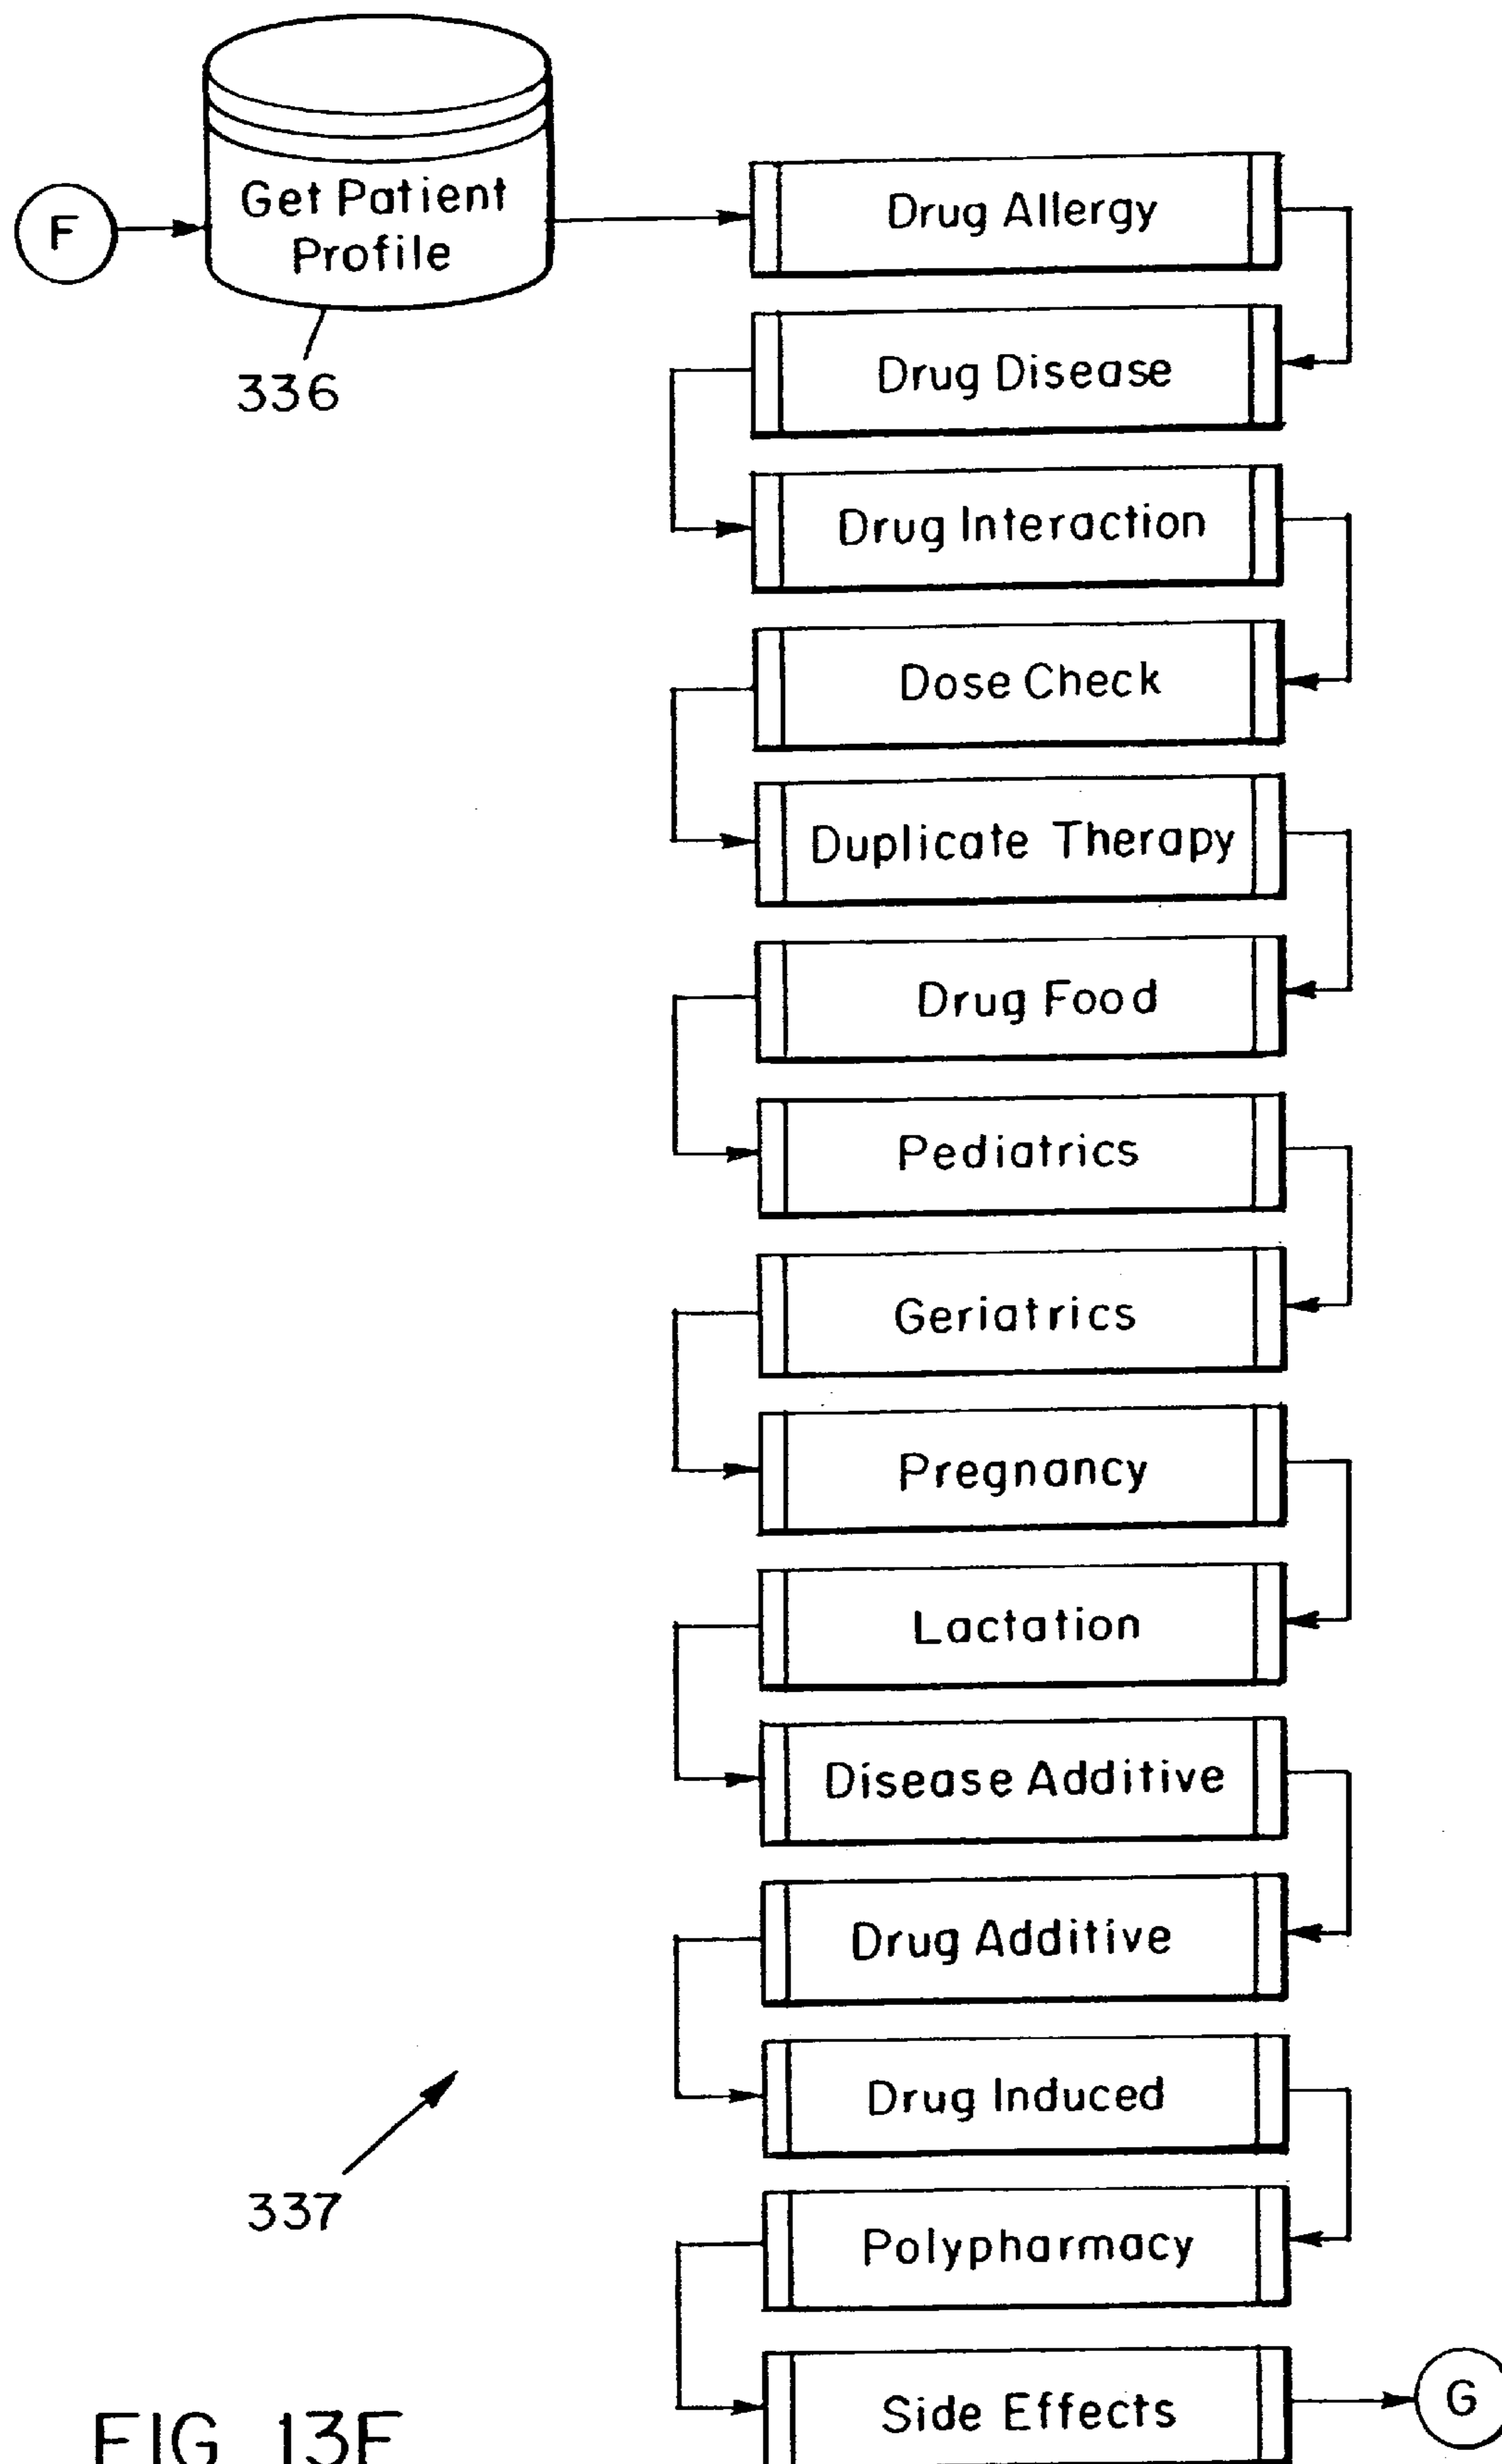 F
Get Patient
Profile
336
Drug Allergy
Drug Disease
Drug Interaction
Dose Check
Duplicate Therapy
Drug Food
Pediatrics
Geriatrics
Pregnancy
Lactation
Disease Additive
Drug Additive
Drug Induced
337
Polypharmacy
Side Effects
G
FIG. 13F